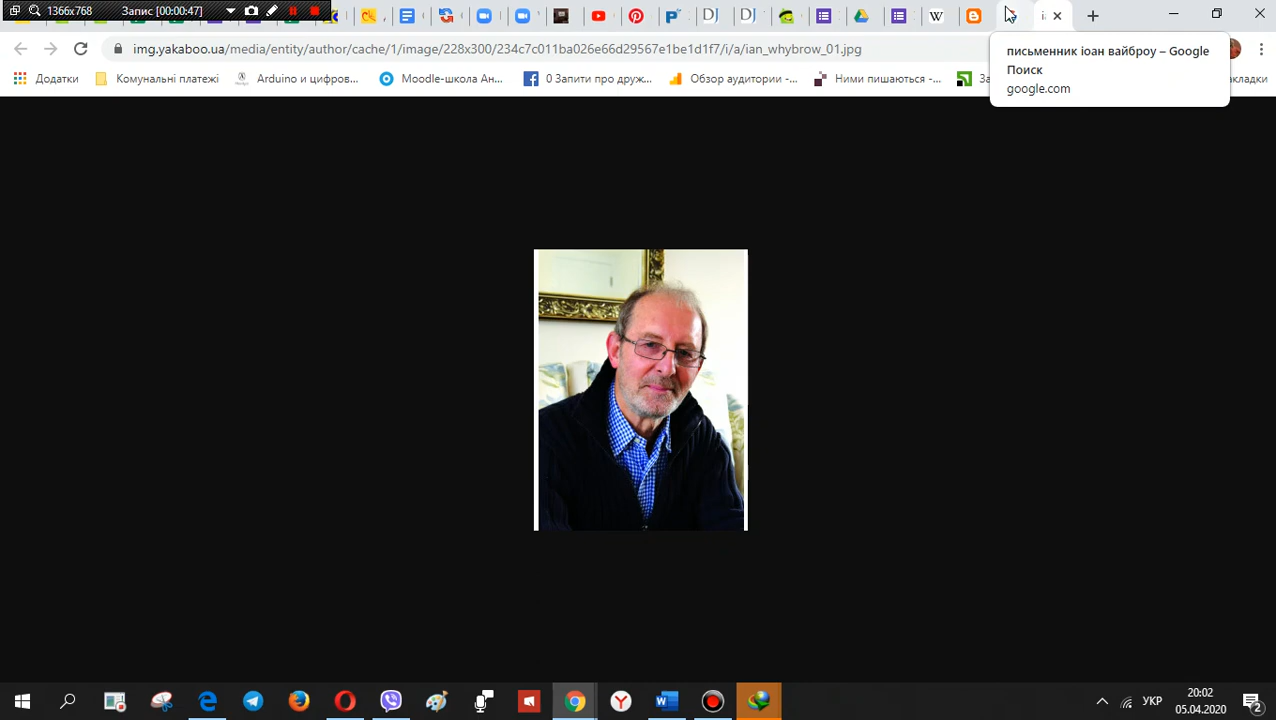 1366x768 Запис [00:00:47]
img.yakaboo.ua/media/entity/author/cache/1/image/228x300/234c7c011ba026e66d29567e1be1d1f7/i/a/ian_whybrow_01.jpg
письменник іоан вайброу – Google
Поиск
google.com
Додатки
Комунальні платежі
Arduino и цифров...
Moodle-школа Ан...
0 Запити про друж...
Обзор аудитории -...
Ними пишаються -...
акладки
УКР
20:02
05.04.2020
2